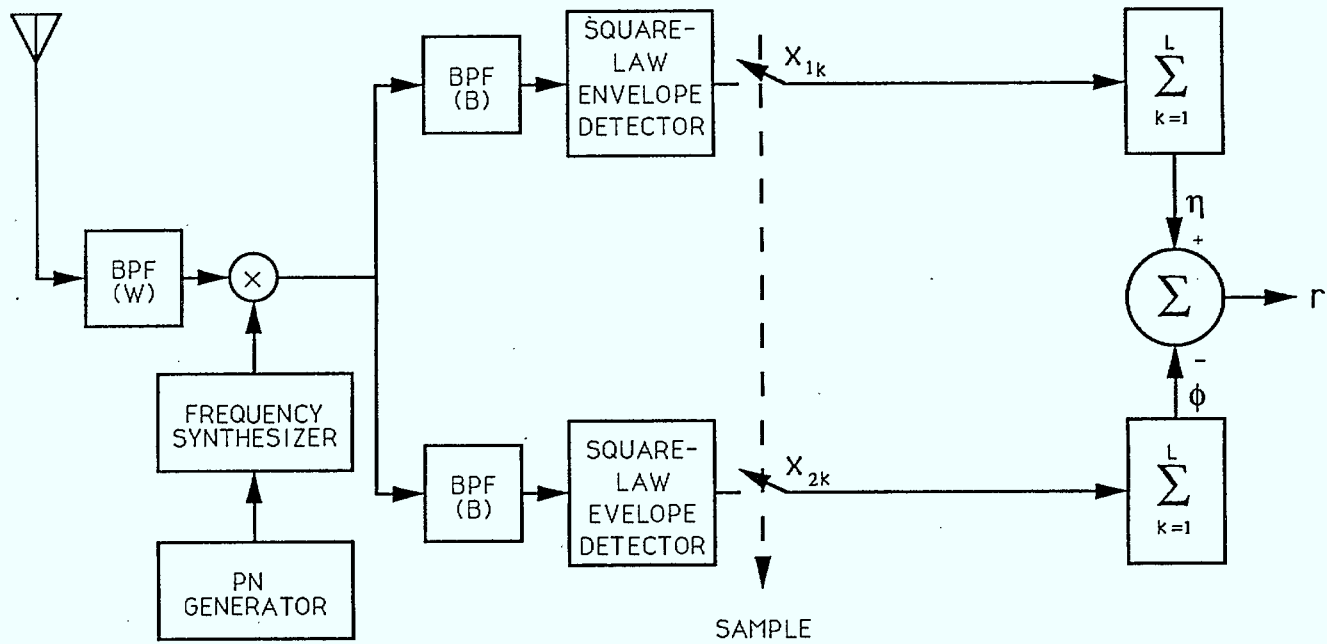 SQUARE-
LAW
ENVELOPE
DETECTOR
BPF
(B)
X1k
L
∑
k=1
η
+
BPF
(W)
×
∑
r
-
ϕ
FREQUENCY
SYNTHESIZER
PN
GENERATOR
BPF
(B)
SQUARE-
LAW
EVELOPE
DETECTOR
X2k
L
∑
k=1
SAMPLE